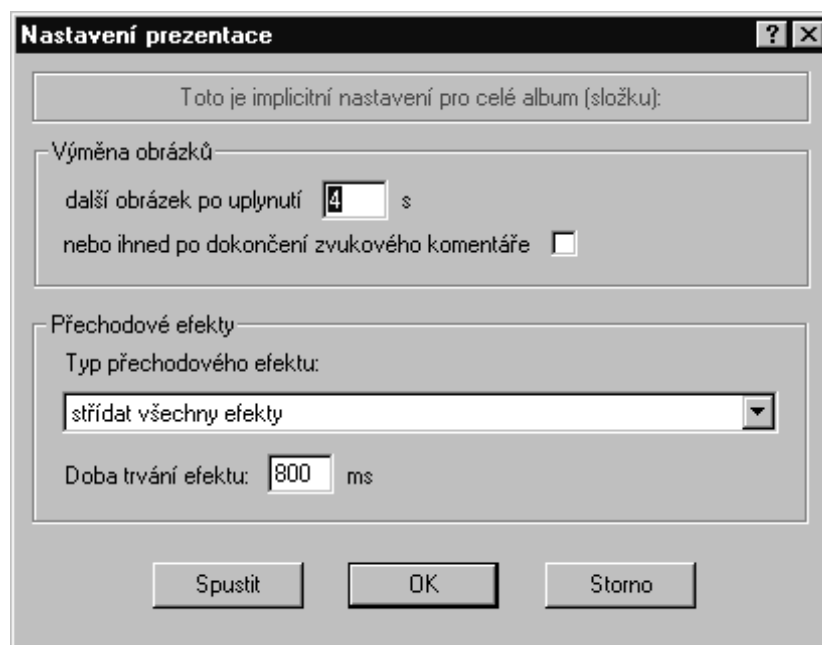 Nastavení prezentace
Toto je implicitní nastavení pro celé album (složku):
Výměna obrázků
další obrázek po uplynutí 4 s
nebo ihned po dokončení zvukového komentáře
Přechodové efekty
Typ přechodového efektu:
střídat všechny efekty
Doba trvání efektu: 800 ms
Spustit OK Storno